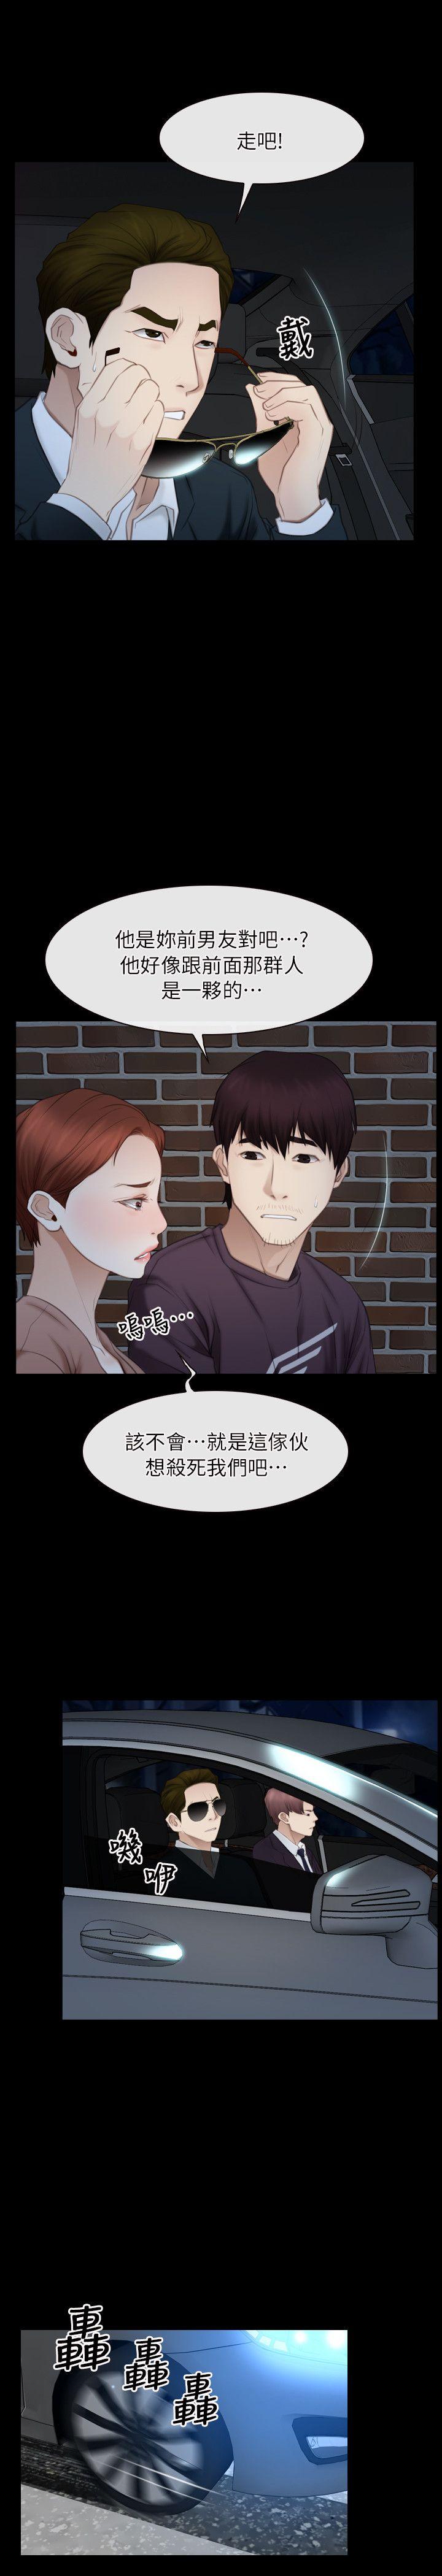 走吧!
戴
他是妳前男友對吧⋯?
他好像跟前面那群人
是一夥的⋯
嗚嗚⋯
該不會⋯就是這傢伙
想殺死我們吧⋯
嘰
咿
轟
轟
轟